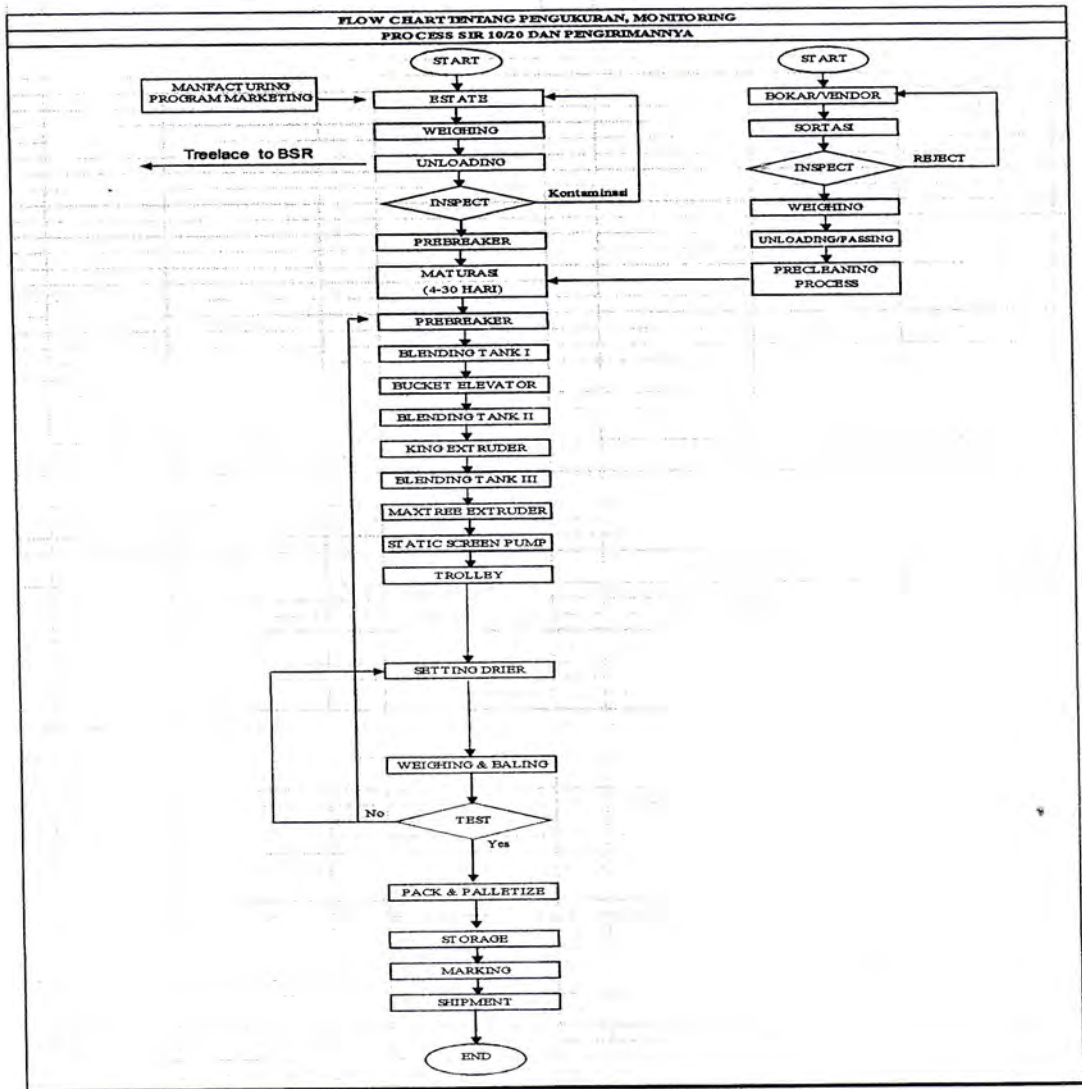 FLOW CHART TENTANG PENGUKURAN, MONITORING
PROCESS SIR 10/20 DAN PENGIRIMANNYA
START
MANFACTURING
PROGRAM MARKETING
ESTATE
WEIGHING
Treelace to BSR
UNLOADING
INSPECT
Kontaminasi
PREBREAKER
MATURASI
(4-30 HARI)
PREBREAKER
BLENDING TANK I
BUCKET ELEVATOR
BLENDING TANK II
KING EXTRUDER
BLENDING TANK III
MAXTREE EXTRUDER
STATIC SCREEN PUMP
TROLLEY
SETTING DRIER
WEIGHING & BALING
No
TEST
Yes
PACK & PALLETIZE
STORAGE
MARKING
SHIPMENT
END
START
BOKAR/VENDOR
SORTASI
INSPECT
REJECT
WEIGHING
UNLOADING/PASSING
PRECLEANING
PROCESS